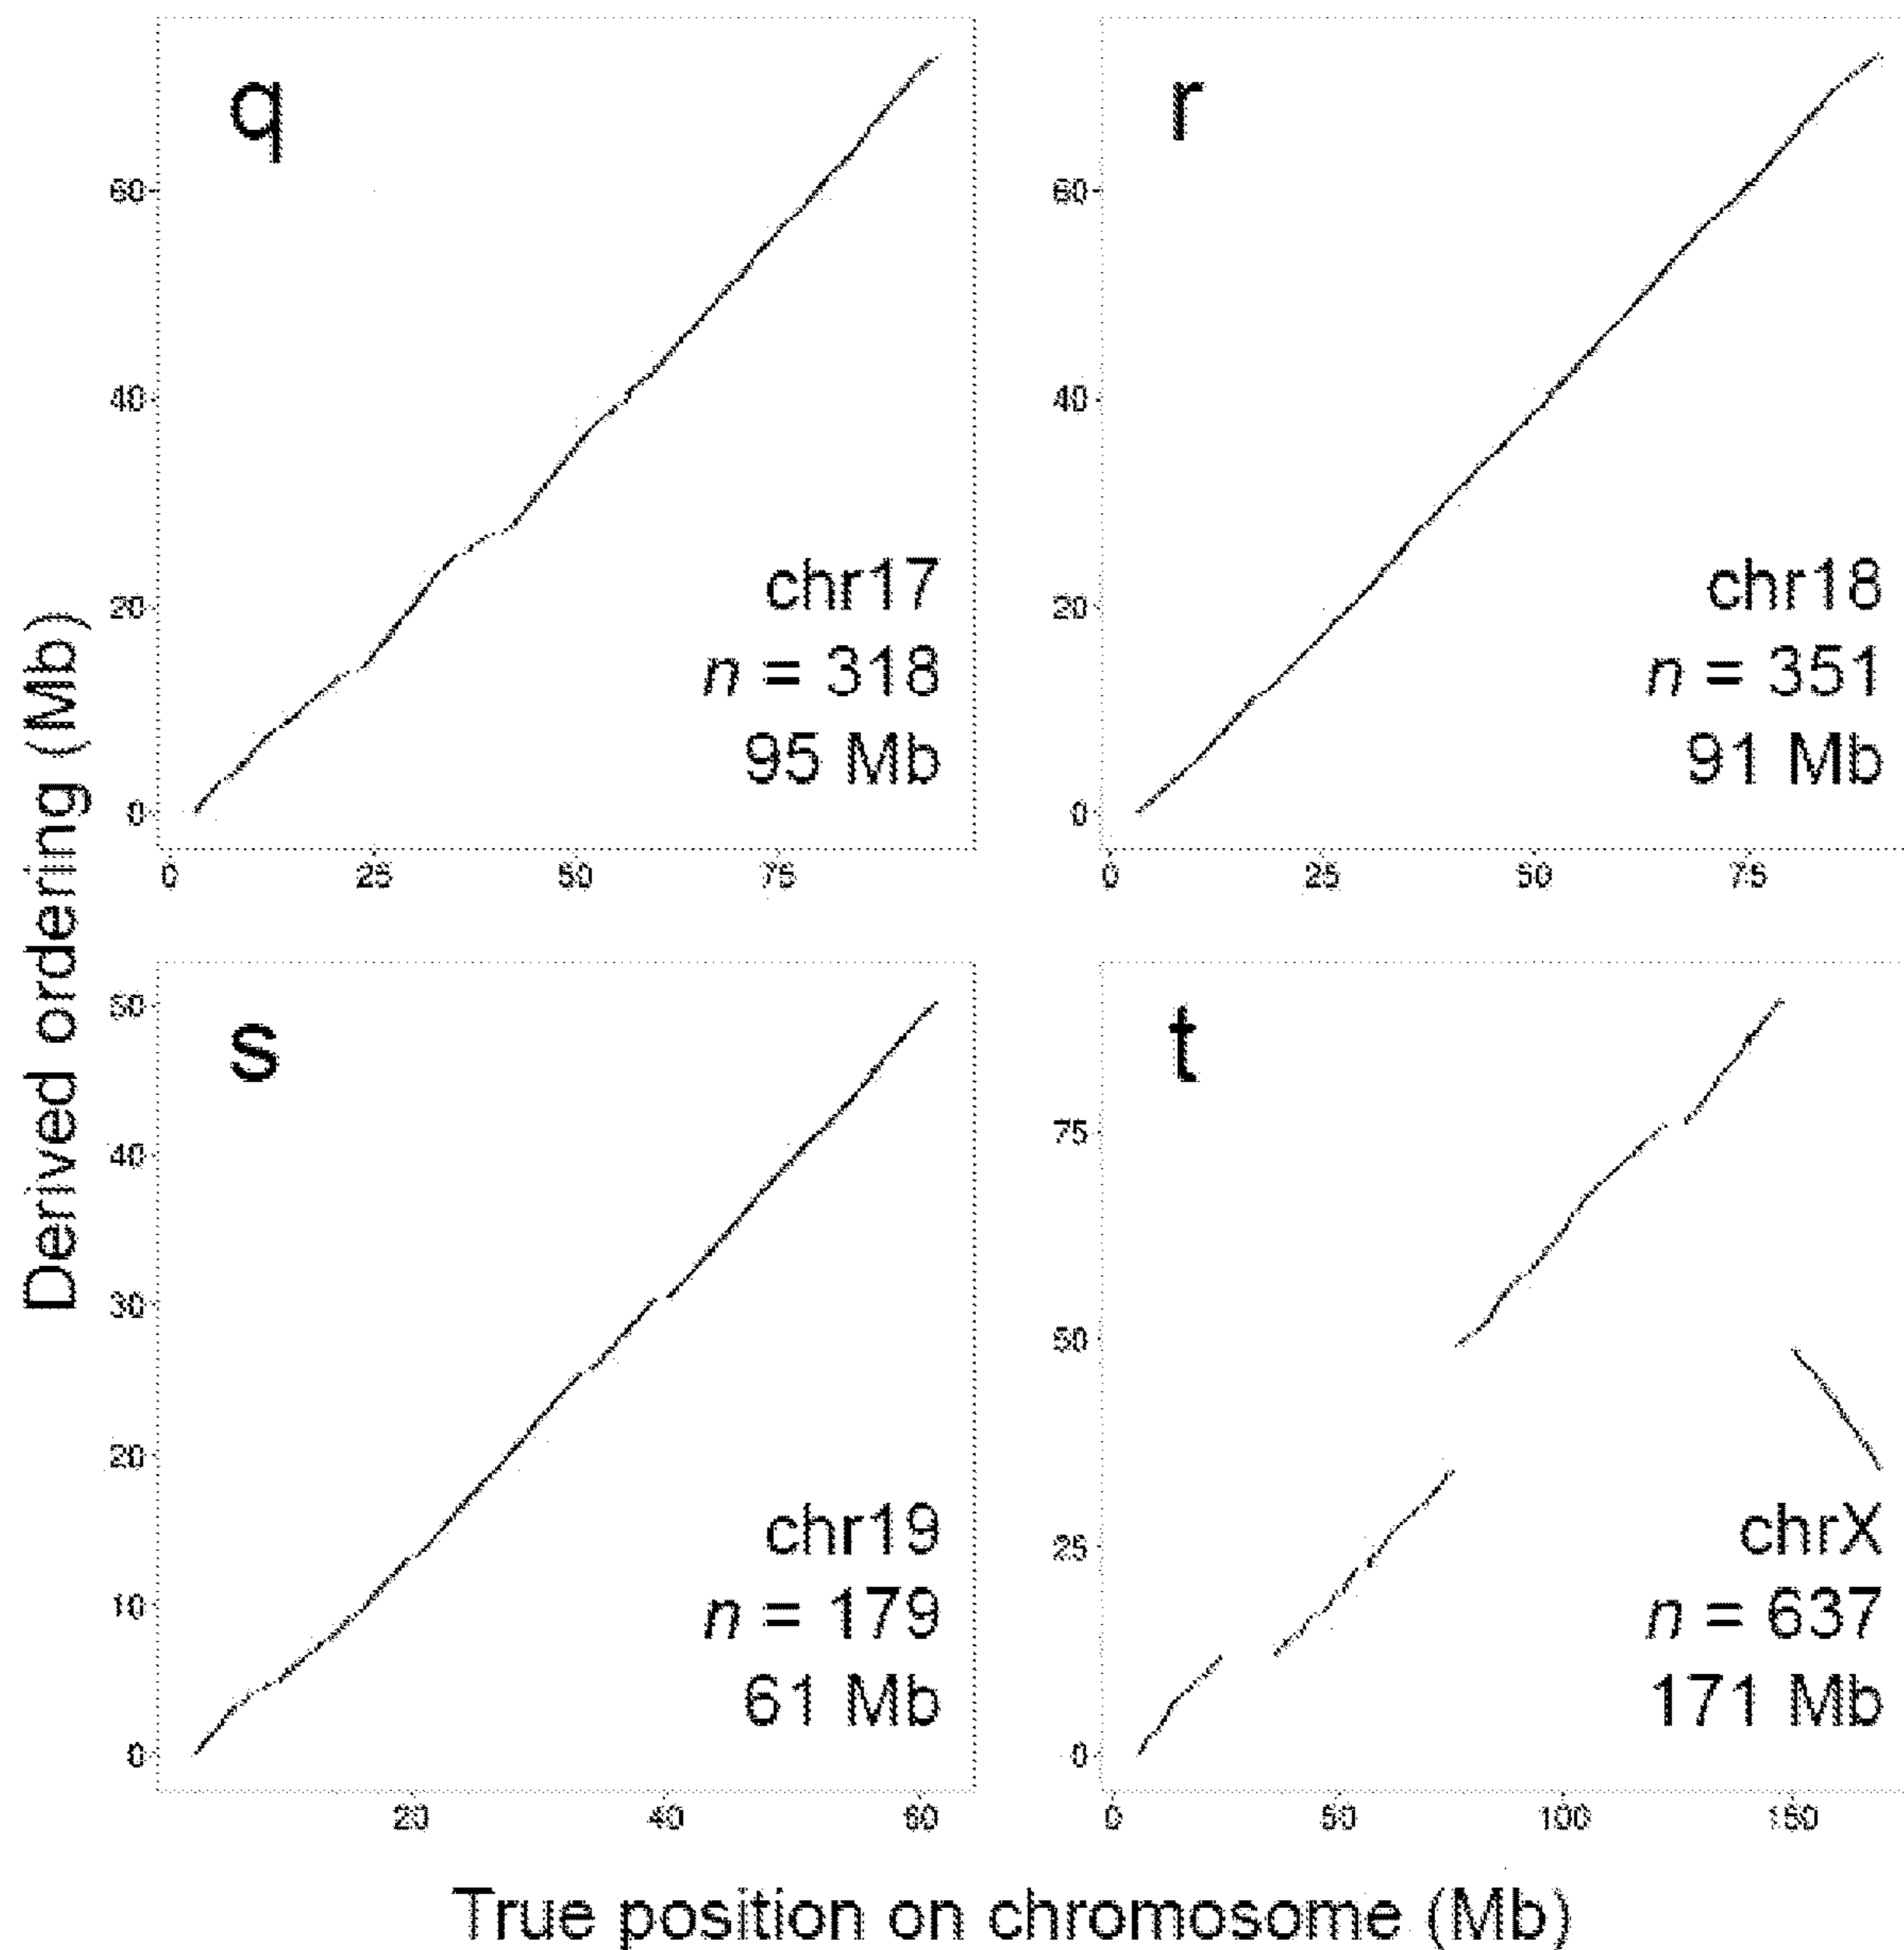 Derived ordering (Mb)
q
60
40
20
0
chr17
n = 318
95 Mb
0 25 50 75
r
60
40
20
0
chr18
n = 351
91 Mb
0 25 50 75
s
50
40
30
20
10
0
chr19
n = 179
61 Mb
20 40 60
t
75
50
25
0
chrX
n = 637
171 Mb
0 50 100 150
True position on chromosome (Mb)